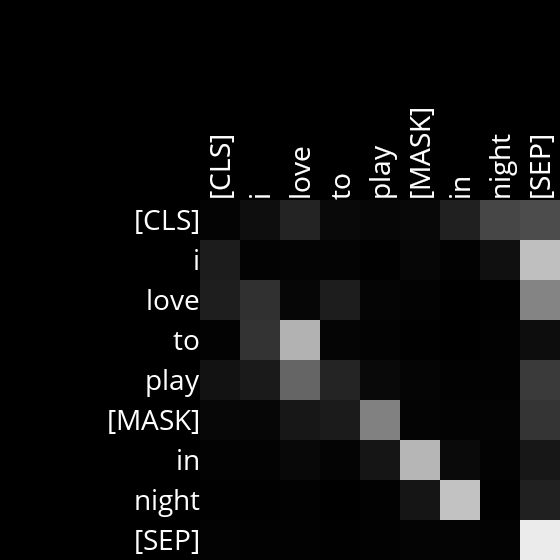 [CLS] i love to play [MASK] in night [SEP]
[CLS]
i
love
to
play
[MASK]
in
night
[SEP]